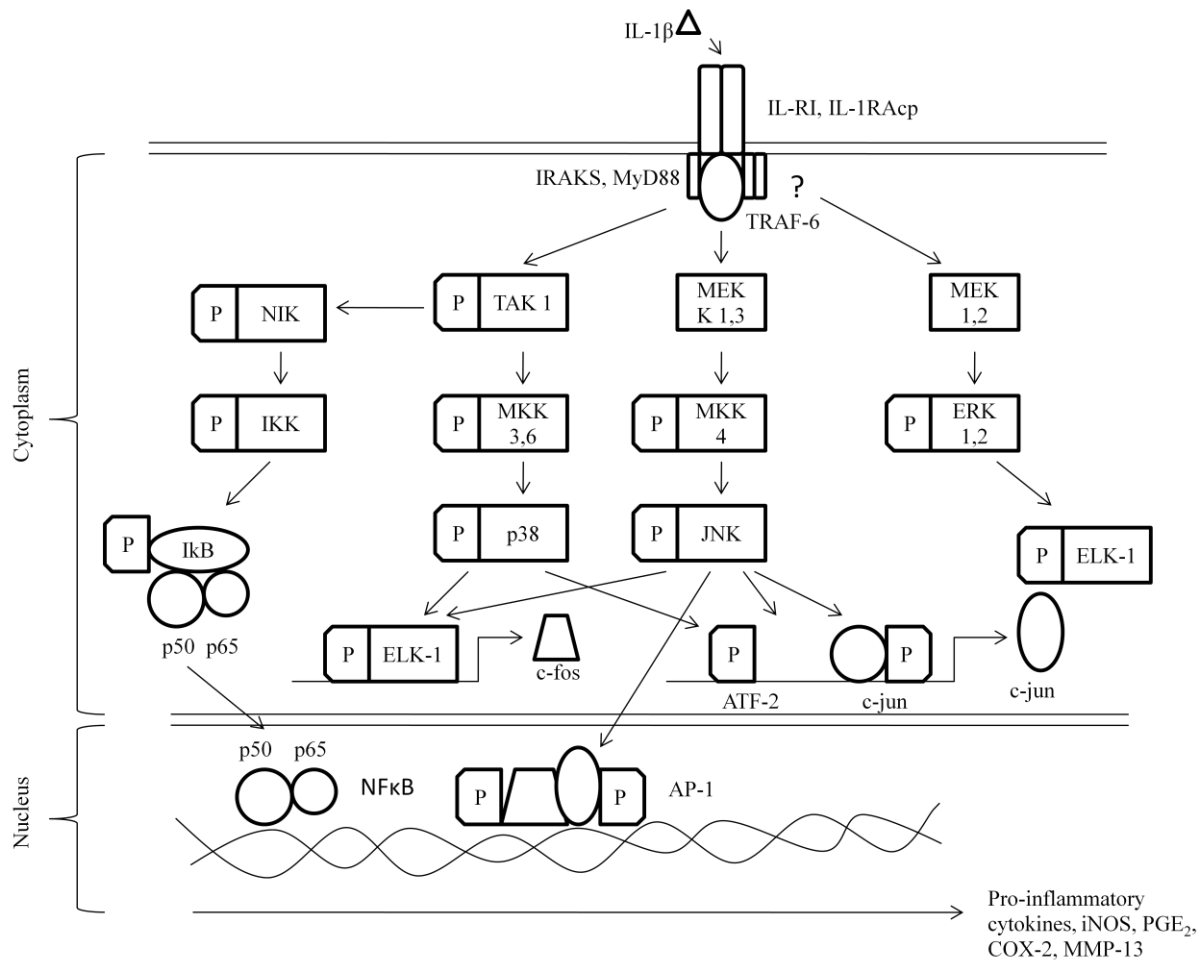 IL-1β
IL-RI, IL-1RAcp
IRAKS, MyD88
?
TRAF-6
P
NIK
P
TAK 1
MEK
K 1,3
MEK
1,2
P
IKK
P
MKK
3,6
P
MKK
4
P
ERK
1,2
Cytoplasm
P
IkB
P
p38
P
JNK
P
ELK-1
p50 p65
P
ELK-1
c-fos
P
ATF-2
P
c-jun
c-jun
Nucleus
p50 p65
NFκB
P
P
AP-1
Pro-inflammatory
cytokines, iNOS, PGE₂,
COX-2, MMP-13